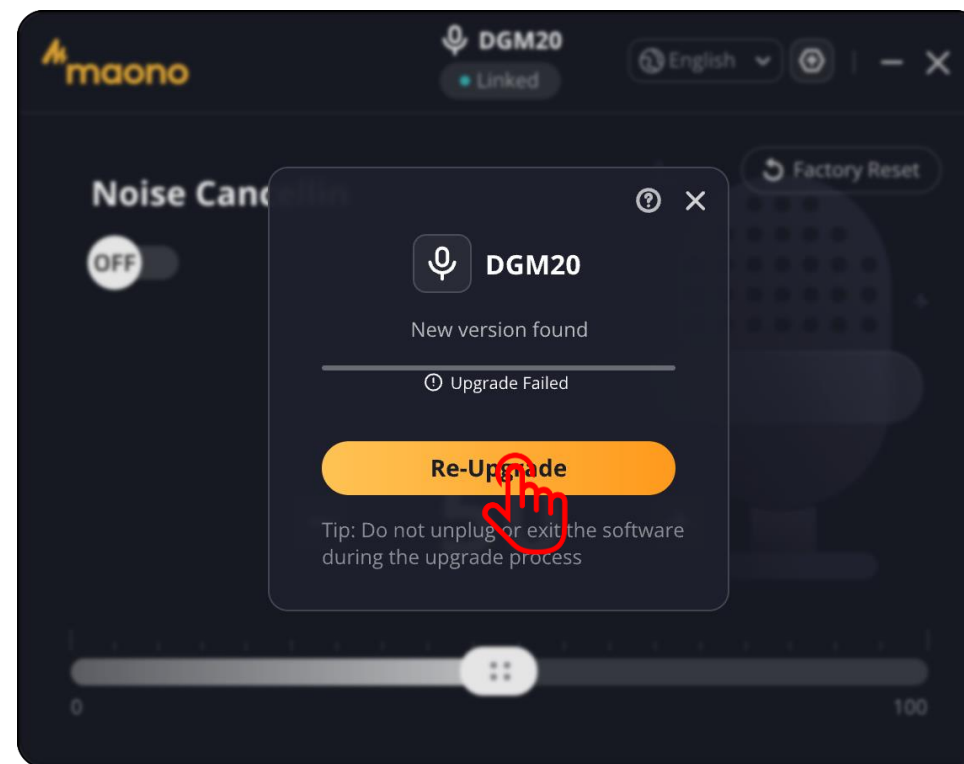 maono
DGM20
Linked
English
Factory Reset
Noise Cancellin
OFF
DGM20
New version found
Upgrade Failed
Re-Upgrade
Tip: Do not unplug or exit the software
during the upgrade process
0
100